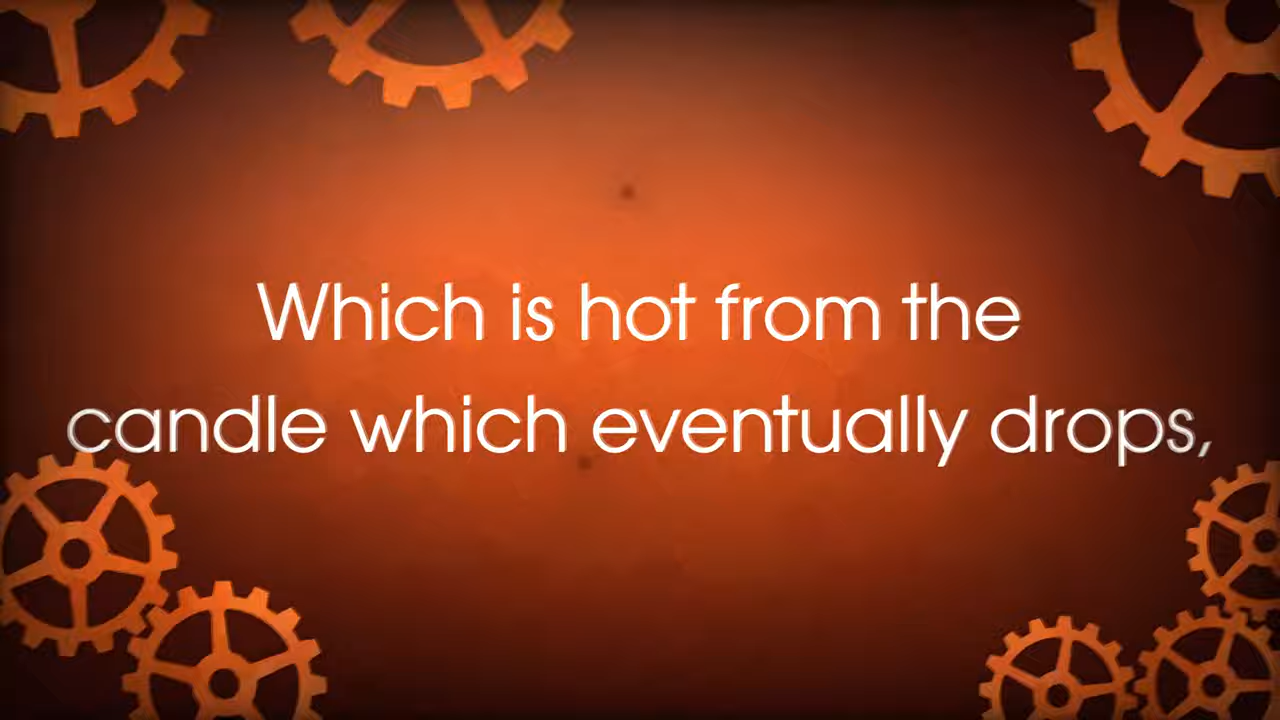 Which is hot from the
candle which eventually drops,